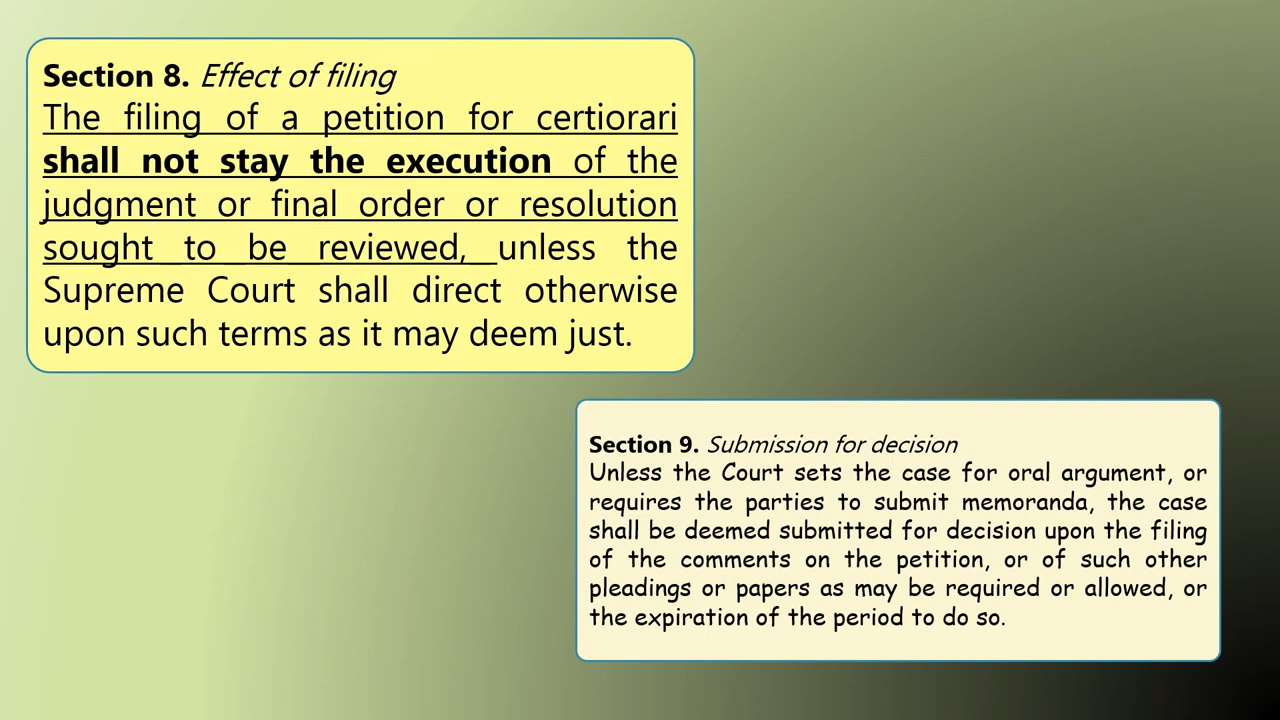 Section 8. Effect of filing
The filing of a petition for certiorari
shall not stay the execution of the
judgment or final order or resolution
sought to be reviewed, unless the
Supreme Court shall direct otherwise
upon such terms as it may deem just.
Section 9. Submission for decision
Unless the Court sets the case for oral argument, or
requires the parties to submit memoranda, the case
shall be deemed submitted for decision upon the filing
of the comments on the petition, or of such other
pleadings or papers as may be required or allowed, or
the expiration of the period to do so.